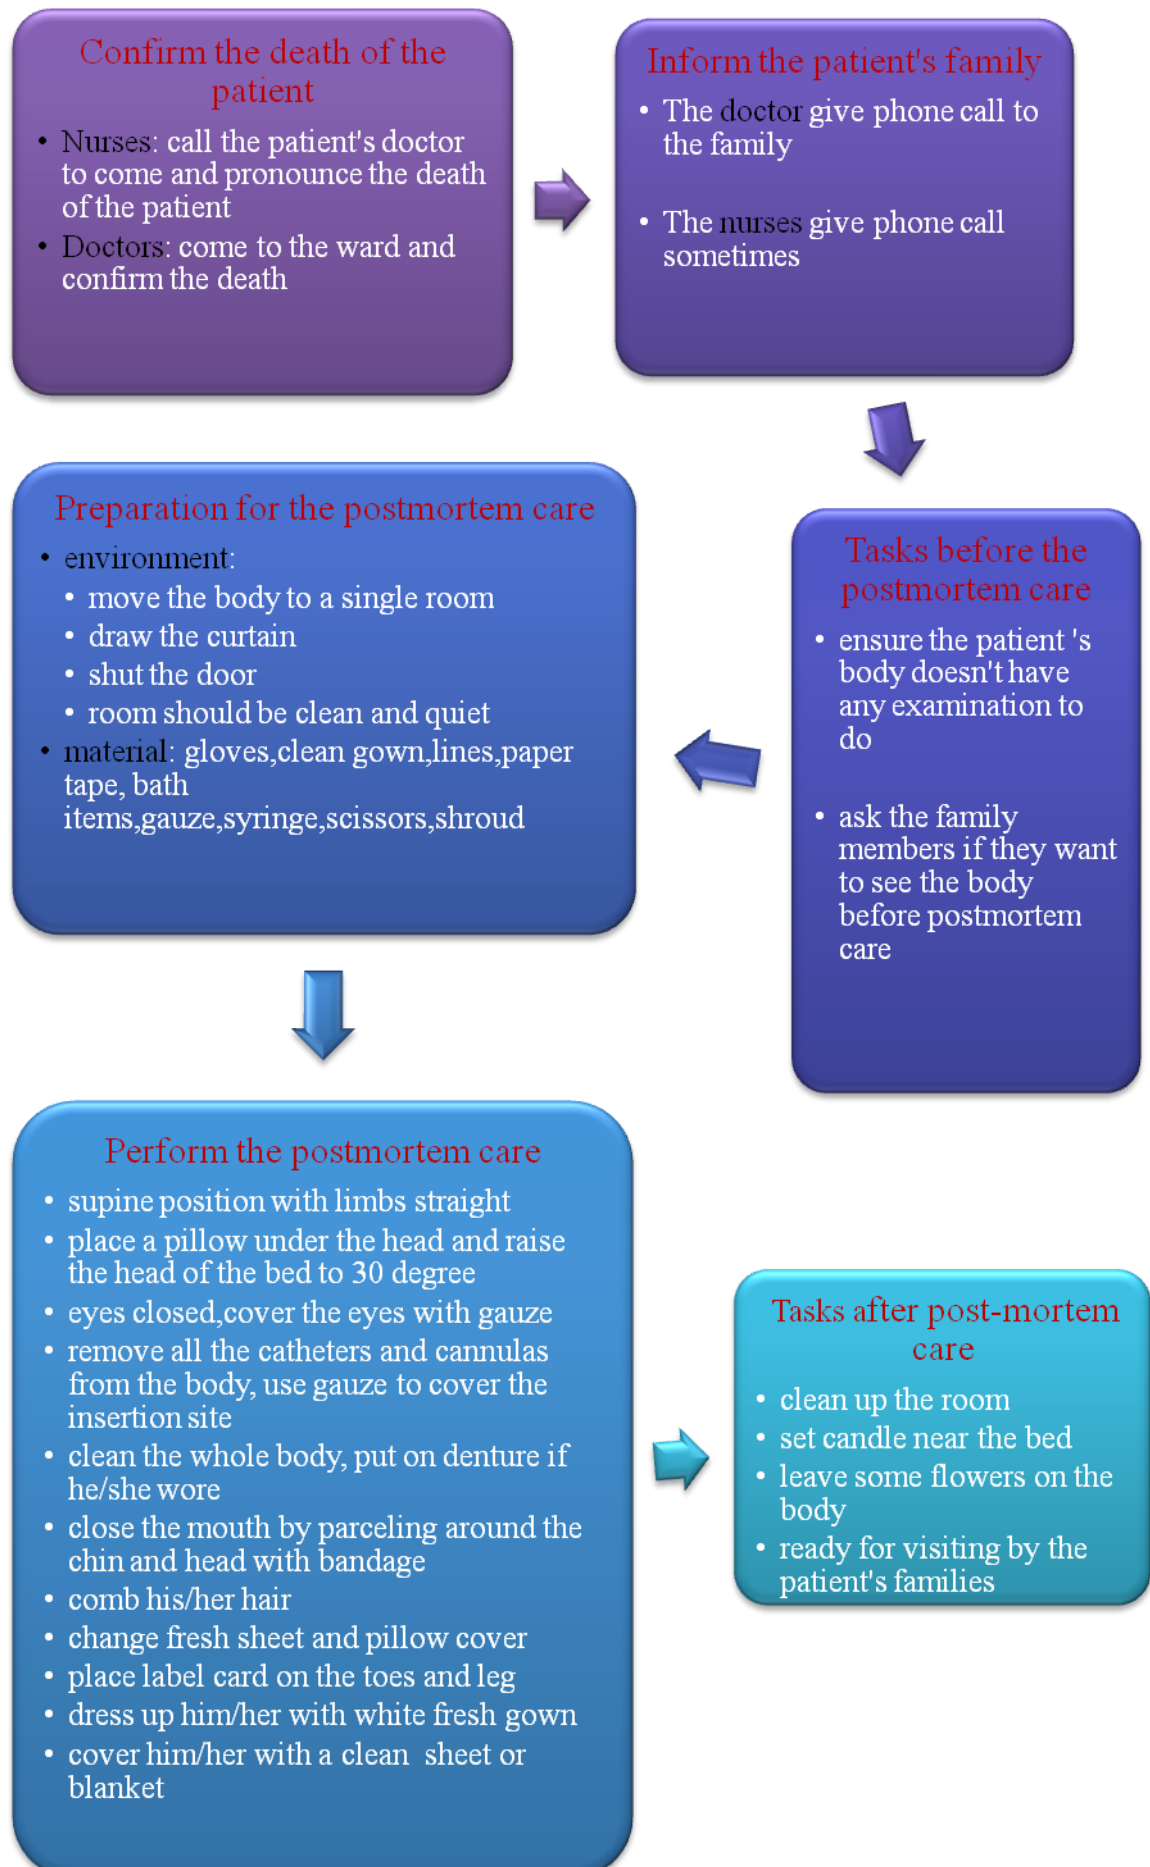 Confirm the death of the
patient
• Nurses: call the patient's doctor
to come and pronounce the death
of the patient
• Doctors: come to the ward and
confirm the death
Inform the patient's family
• The doctor give phone call to
the family
• The nurses give phone call
sometimes
Tasks before the
postmortem care
• ensure the patient 's
body doesn't have
any examination to
do
• ask the family
members if they want
to see the body
before postmortem
care
Preparation for the postmortem care
• environment:
• move the body to a single room
• draw the curtain
• shut the door
• room should be clean and quiet
• material: gloves,clean gown,lines,paper
tape, bath
items,gauze,syringe,scissors,shroud
Perform the postmortem care
• supine position with limbs straight
• place a pillow under the head and raise
the head of the bed to 30 degree
• eyes closed,cover the eyes with gauze
• remove all the catheters and cannulas
from the body, use gauze to cover the
insertion site
• clean the whole body, put on denture if
he/she wore
• close the mouth by parceling around the
chin and head with bandage
• comb his/her hair
• change fresh sheet and pillow cover
• place label card on the toes and leg
• dress up him/her with white fresh gown
• cover him/her with a clean sheet or
blanket
Tasks after post-mortem
care
• clean up the room
• set candle near the bed
• leave some flowers on the
body
• ready for visiting by the
patient's families